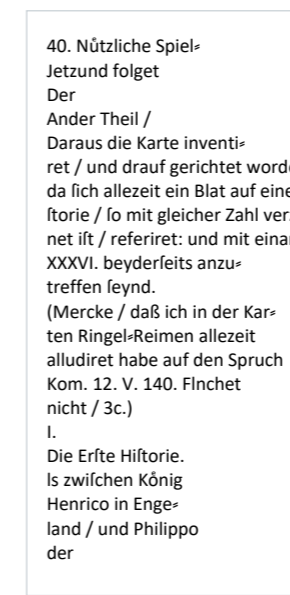 40. Nůtzliche Spiel⸗
Jetzund folget
Der
Ander Theil /
Daraus die Karte inventi⸗
ret / und drauf gerichtet word
da ſich allezeit ein Blat auf eine
ſtorie / ſo mit gleicher Zahl ver
net iſt / referiret: und mit eina
XXXVI. beyderſeits anzu⸗
treffen ſeynd.
(Mercke / daß ich in der Kar⸗
ten Ringel⸗Reimen allezeit
alludiret habe auf den Spruch
Kom. 12. V. 140. Flnchet
nicht / 3c.)
I.
Die Erſte Hiſtorie.
ls zwiſchen Kőnig
Henrico in Enge⸗
land / und Philippo
der